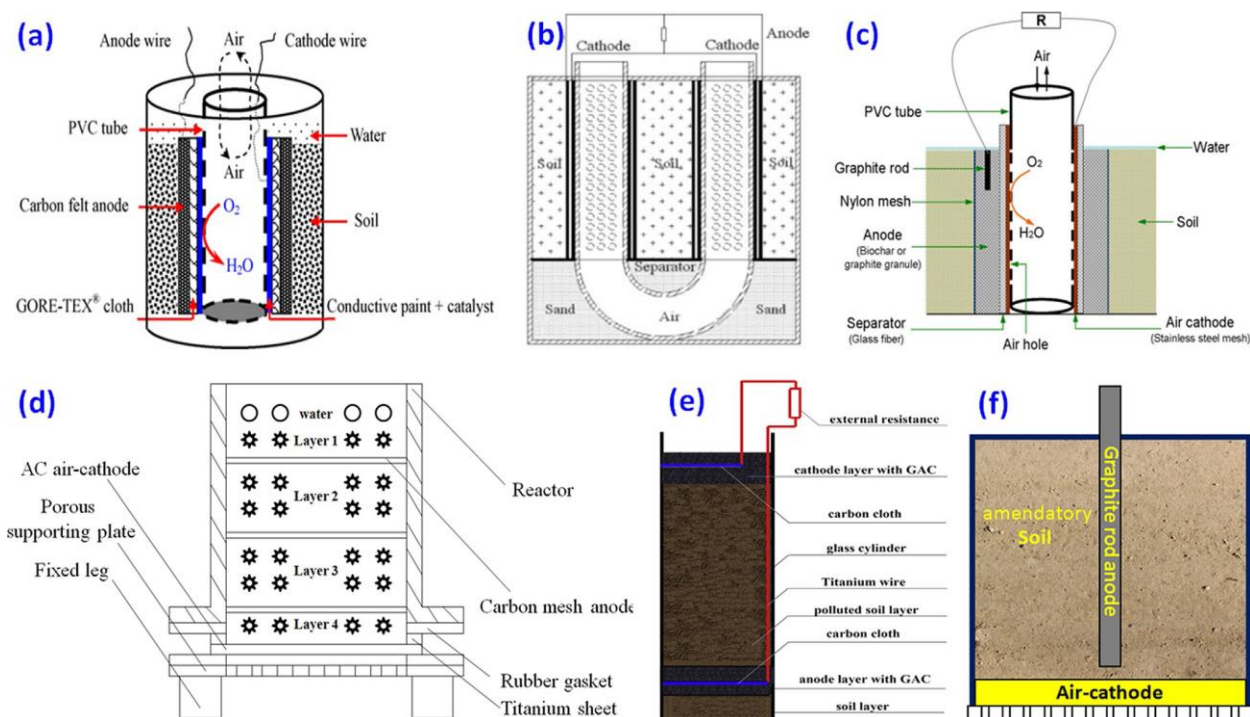 (a)
Anode wire
Air
Cathode wire
PVC tube
Water
Air
Carbon felt anode
O2
Soil
H2O
GORE-TEX® cloth
Conductive paint + catalyst
(b)
Cathode
Cathode
Anode
Soil
Soil
Soil
Separator
Sand
Air
Sand
(c)
R
Air
PVC tube
Water
Graphite rod
O2
Nylon mesh
Soil
H2O
Anode
(Biochar or
graphite granule)
Separator
(Glass fiber)
Air hole
Air cathode
(Stainless steel mesh)
(d)
water
Layer 1
AC air-cathode
Reactor
Layer 2
Porous
supporting plate
Layer 3
Fixed leg
Carbon mesh anode
Layer 4
Rubber gasket
Titanium sheet
(e)
external resistance
cathode layer with GAC
carbon cloth
glass cylinder
Titanium wire
polluted soil layer
carbon cloth
anode layer with GAC
soil layer
(f)
amendatory
Soil
Graphite rod anode
Air-cathode